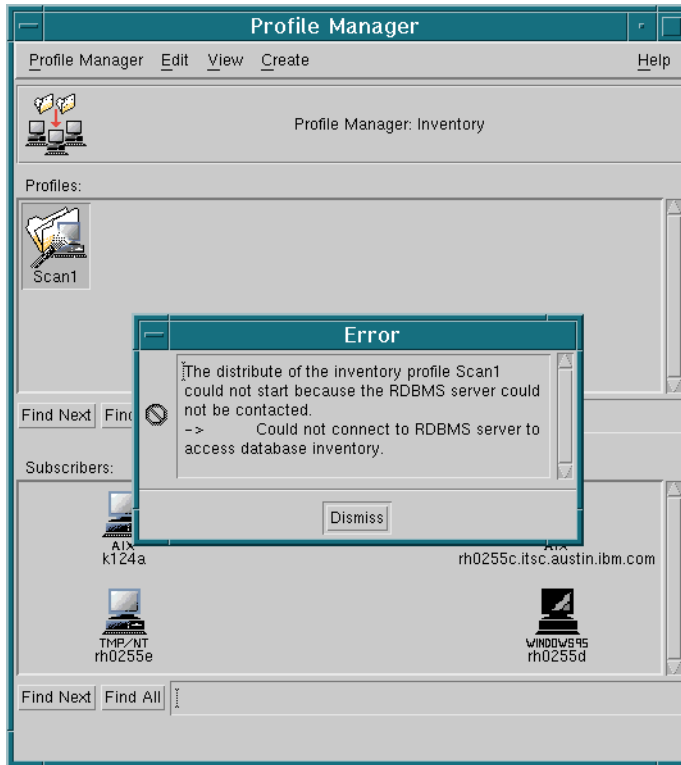 Profile Manager
Profile Manager Edit View Create Help
Profile Manager: Inventory
Profiles:
Scan1
Error
The distribute of the inventory profile Scan1
could not start because the RDBMS server could
not be contacted.
-> Could not connect to RDBMS server to
access database inventory.
Dismiss
Find Next Find
Subscribers:
AIX
k124a
AIX
rh0255c.itsc.austin.ibm.com
TMP/NT
rh0255e
WINDOWS95
rh0255d
Find Next Find All